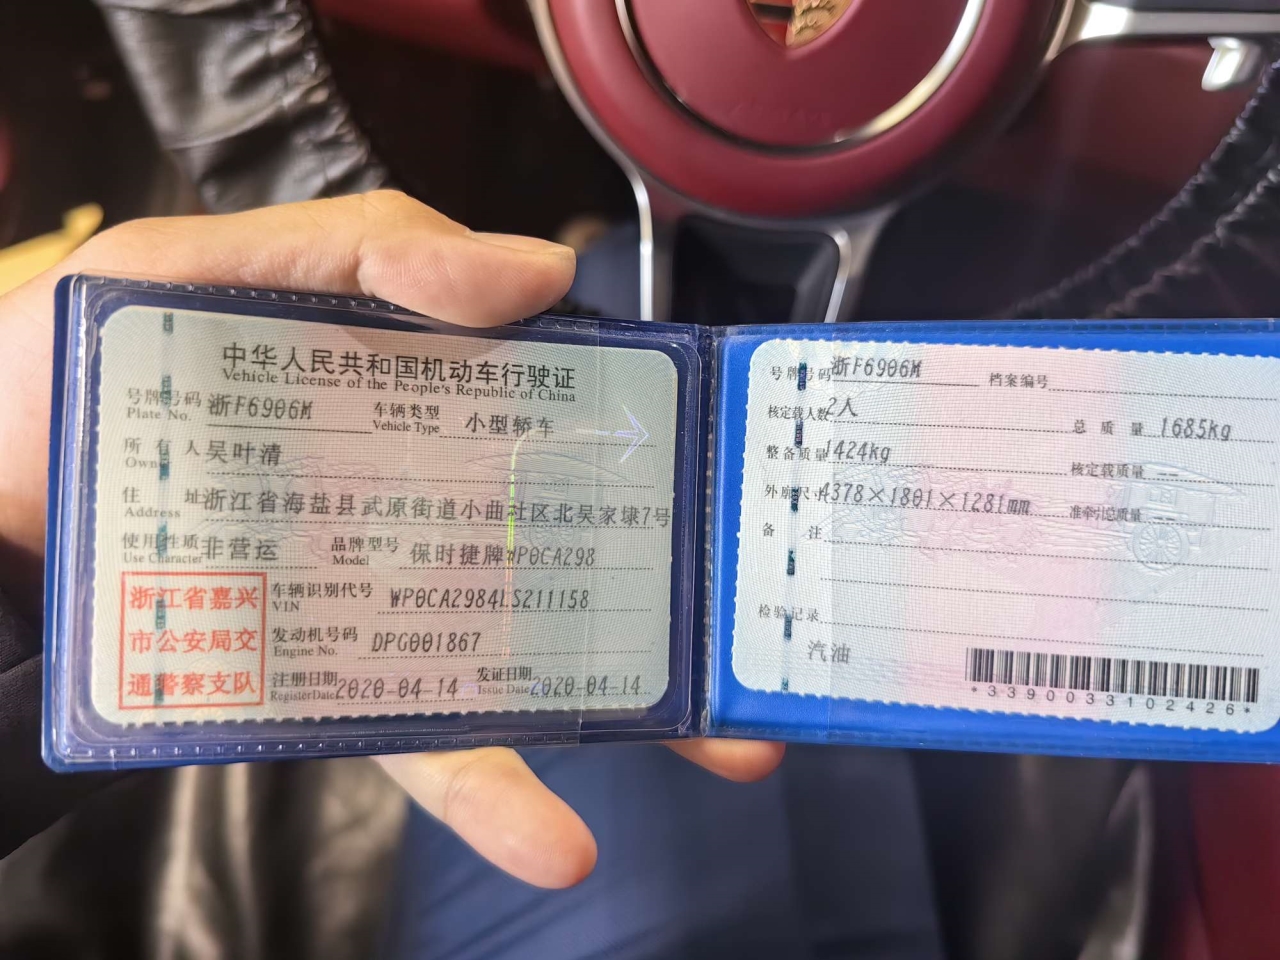 中华人民共和国机动车行驶证
Vehicle License of the People's Republic of China
号牌号码 浙F6906M 车辆类型 小型轿车
Plate No. Vehicle Type
所有人 吴叶清
Owner
住址 浙江省海盐县武原街道小曲社区北吴家埭7号
Address
使用性质 非营运 品牌型号 保时捷牌WP0CA298
Use Character Model
浙江省嘉兴
市公安局交
通警察支队
车辆识别代号 WP0CA2984LS211158
VIN
发动机号码 DPG001867
Engine No.
注册日期 2020-04-14 发证日期 2020-04-14
Register Date Issue Date
号牌号码 浙F6906M 档案编号
核定载人数 2人 总质量 1685kg
整备质量 1424kg 核定载质量 --
外廓尺寸 4378×1801×1281mm 准牵引总质量 --
备注
检验记录
汽油
*3390033102426*